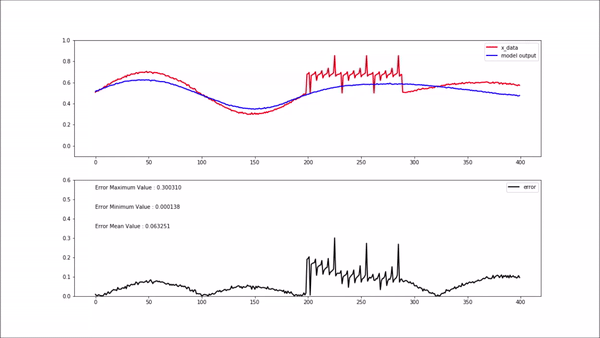 1.0
0.8
0.6
0.4
0.2
0.0
x_data
model output
0 50 100 150 200 250 300 350 400
0.6
0.5
0.4
0.3
0.2
0.1
0.0
Error Maximum Value : 0.300310
Error Minimum Value : 0.000138
Error Mean Value : 0.063251
error
0 50 100 150 200 250 300 350 400